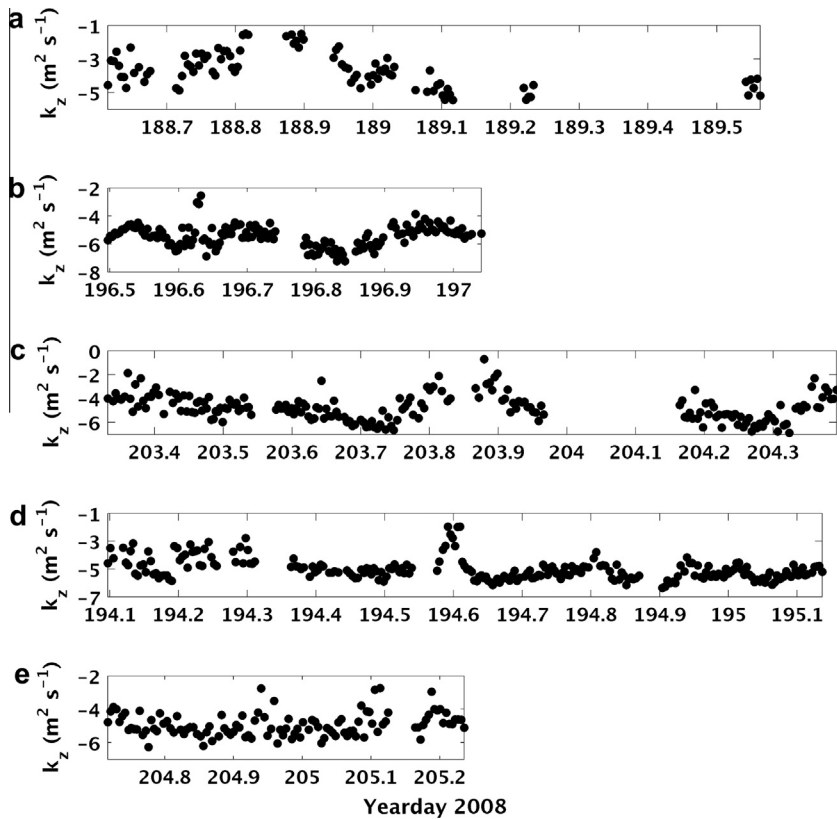 a
k_z (m² s⁻¹)
−1
−3
−5
188.7 188.8 188.9 189 189.1 189.2 189.3 189.4 189.5
b
k_z (m² s⁻¹)
−2
−4
−6
−8
196.5 196.6 196.7 196.8 196.9 197
c
k_z (m² s⁻¹)
0
−2
−4
−6
203.4 203.5 203.6 203.7 203.8 203.9 204 204.1 204.2 204.3
d
k_z (m² s⁻¹)
−1
−3
−5
−7
194.1 194.2 194.3 194.4 194.5 194.6 194.7 194.8 194.9 195 195.1
e
k_z (m² s⁻¹)
−2
−4
−6
204.8 204.9 205 205.1 205.2
Yearday 2008